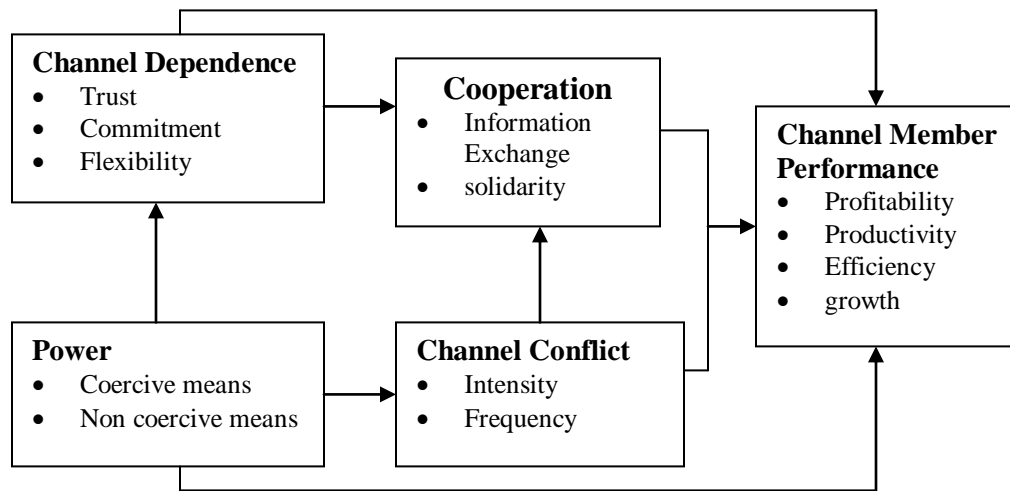 Channel Dependence
• Trust
• Commitment
• Flexibility
Cooperation
• Information
Exchange
• solidarity
Channel Member
Performance
• Profitability
• Productivity
• Efficiency
• growth
Power
• Coercive means
• Non coercive means
Channel Conflict
• Intensity
• Frequency